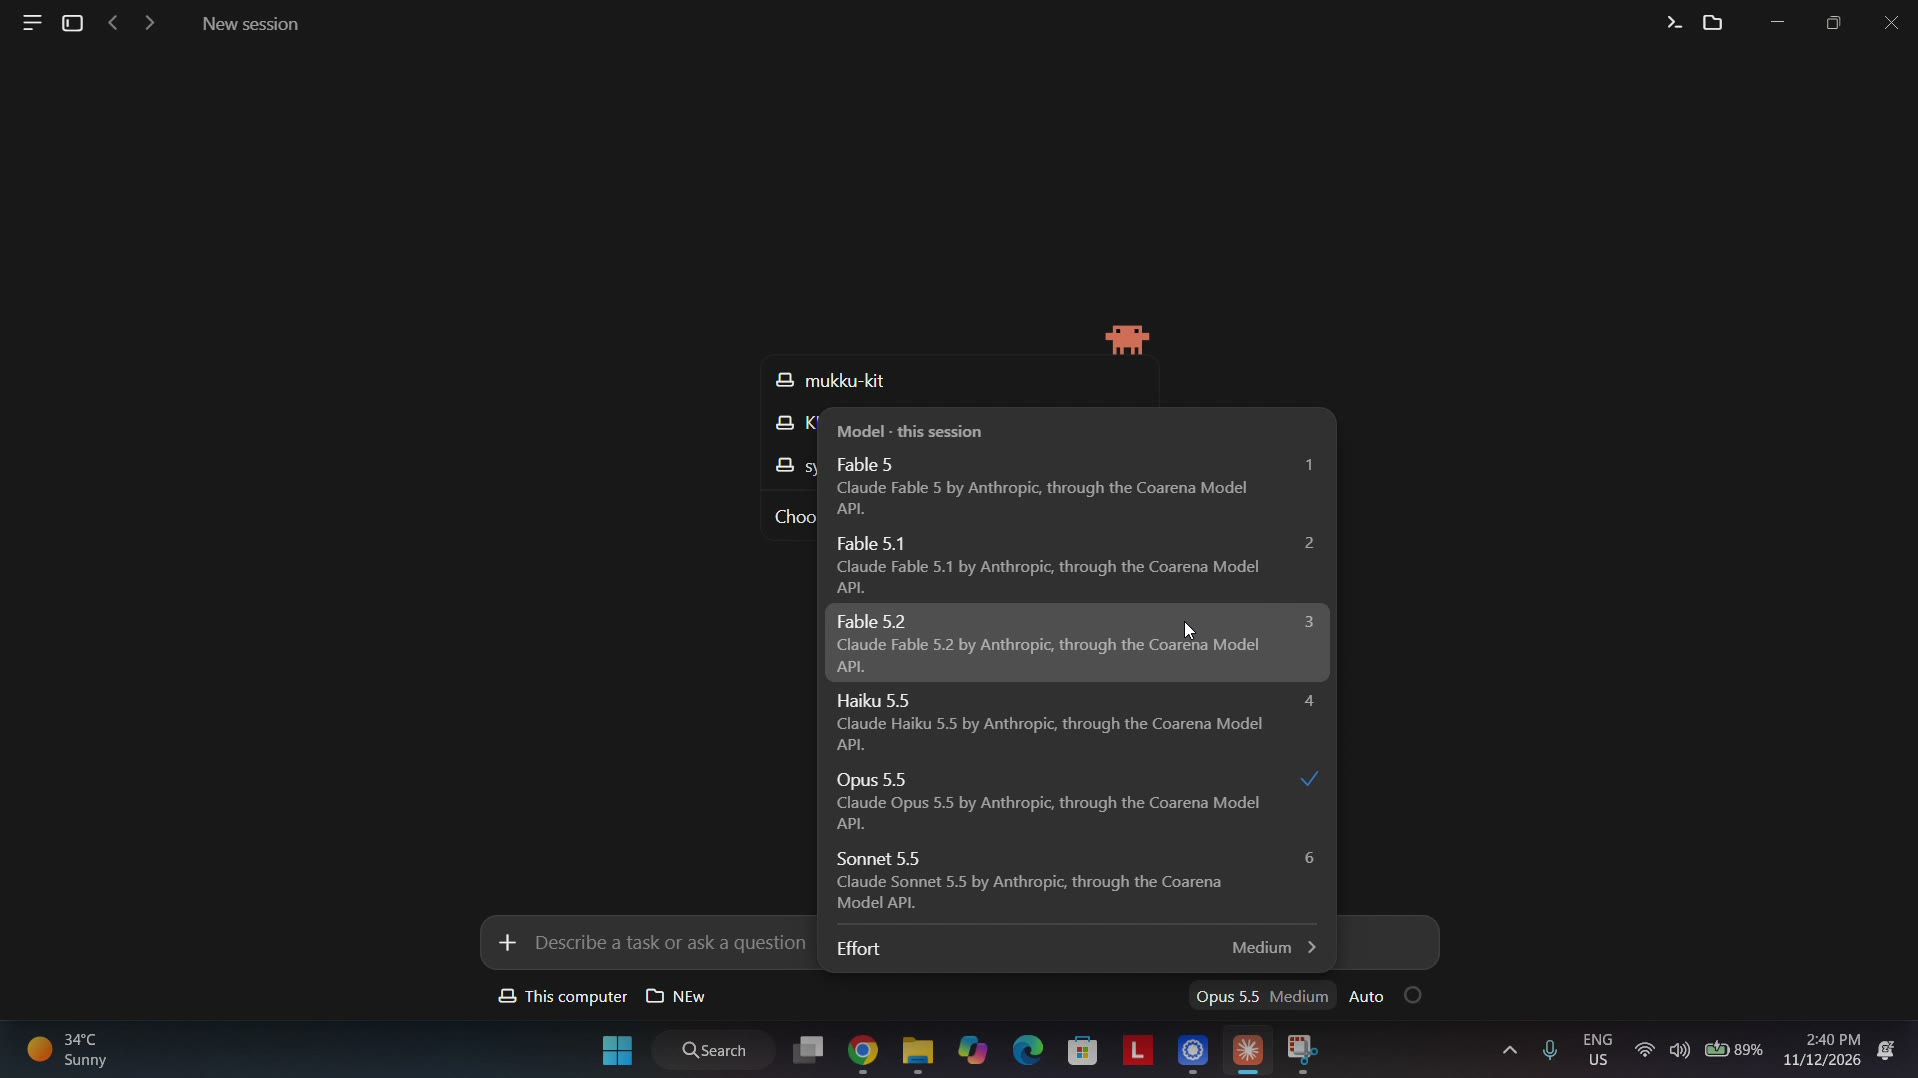 New session
mukku-kit
Model · this session
Fable 5 1
Claude Fable 5 by Anthropic, through the Coarena Model
API.
Choo
Fable 5.1 2
Claude Fable 5.1 by Anthropic, through the Coarena Model
API.
Fable 5.2 3
Claude Fable 5.2 by Anthropic, through the Coarena Model
API.
Haiku 5.5 4
Claude Haiku 5.5 by Anthropic, through the Coarena Model
API.
Opus 5.5
Claude Opus 5.5 by Anthropic, through the Coarena Model
API.
Sonnet 5.5 6
Claude Sonnet 5.5 by Anthropic, through the Coarena
Model API.
Describe a task or ask a question
Effort Medium
This computer NEw
Opus 5.5 Medium Auto
34°C
Sunny
Search
L
ENG
US
89%
2:40 PM
11/12/2026